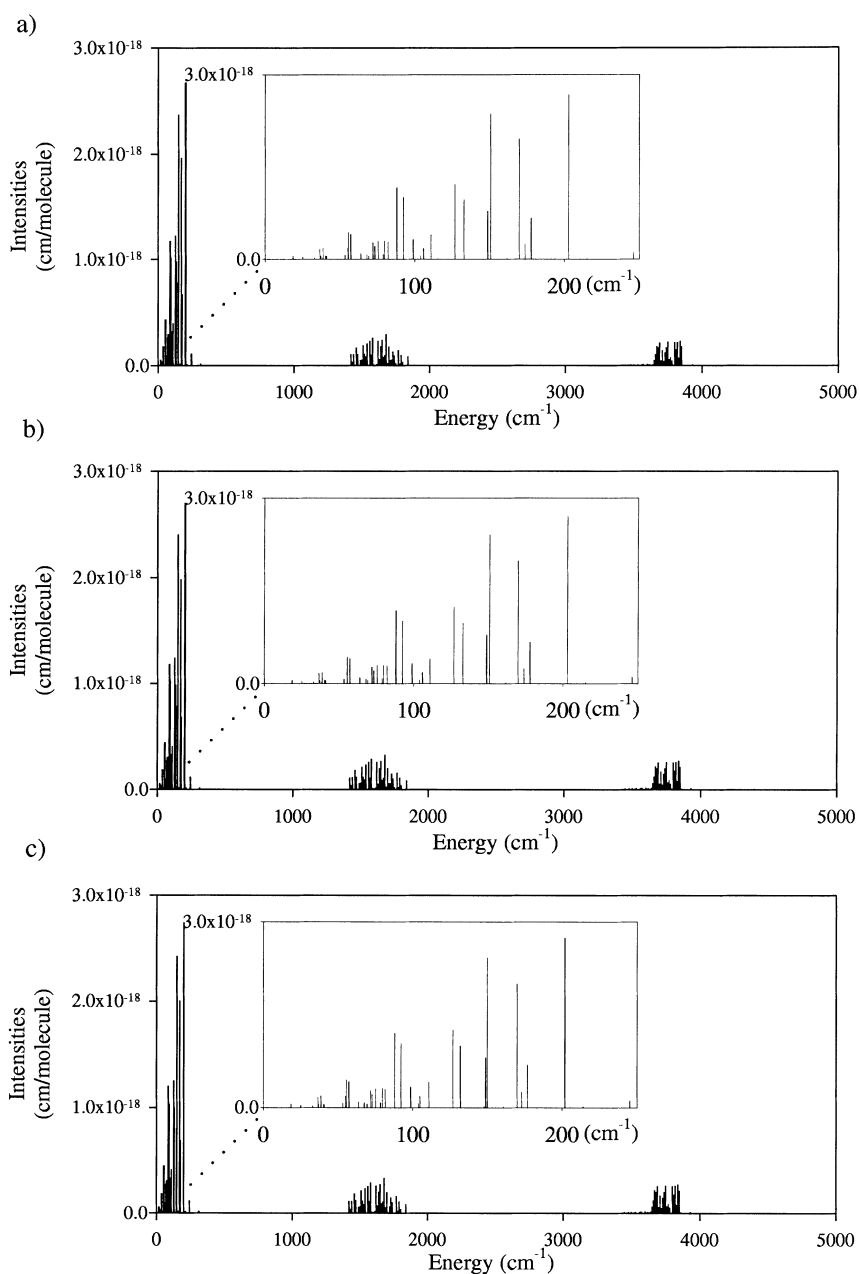 a)
3.0x10⁻¹⁸
3.0x10⁻¹⁸
2.0x10⁻¹⁸
Intensities
(cm/molecule)
1.0x10⁻¹⁸
0.0
0 100 200 (cm⁻¹)
0.0
0 1000 2000 3000 4000 5000
Energy (cm⁻¹)
b)
3.0x10⁻¹⁸
3.0x10⁻¹⁸
2.0x10⁻¹⁸
Intensities
(cm/molecule)
1.0x10⁻¹⁸
0.0
0 100 200 (cm⁻¹)
0.0
0 1000 2000 3000 4000 5000
Energy (cm⁻¹)
c)
3.0x10⁻¹⁸
3.0x10⁻¹⁸
2.0x10⁻¹⁸
Intensities
(cm/molecule)
1.0x10⁻¹⁸
0.0
0 100 200 (cm⁻¹)
0.0
0 1000 2000 3000 4000 5000
Energy (cm⁻¹)